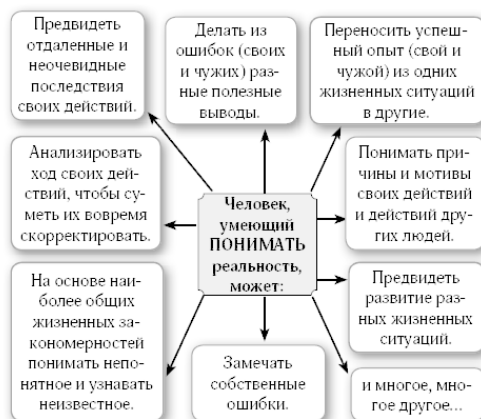 Предвидеть
отдаленные и
неочевидные
последствия
своих действий.
Делать из
ошибок (своих
и чужих) раз-
ные полезные
выводы.
Переносить успеш-
ный опыт (свой и
чужой) из одних
жизненных ситуаций
в другие.
Анализировать
ход своих дей-
ствий, чтобы су-
меть их вовремя
скорректировать.
Человек,
умеющий
ПОНИМАТЬ
реальность,
может:
Понимать при-
чины и мотивы
своих действий
и действий дру-
гих людей.
На основе наи-
более общих
жизненных за-
кономерностей
понимать непо-
нятное и узнавать
неизвестное.
Замечать
собственные
ошибки.
Предвидеть
развитие раз-
ных жизненных
ситуаций.
и многое, мно-
гое другое...